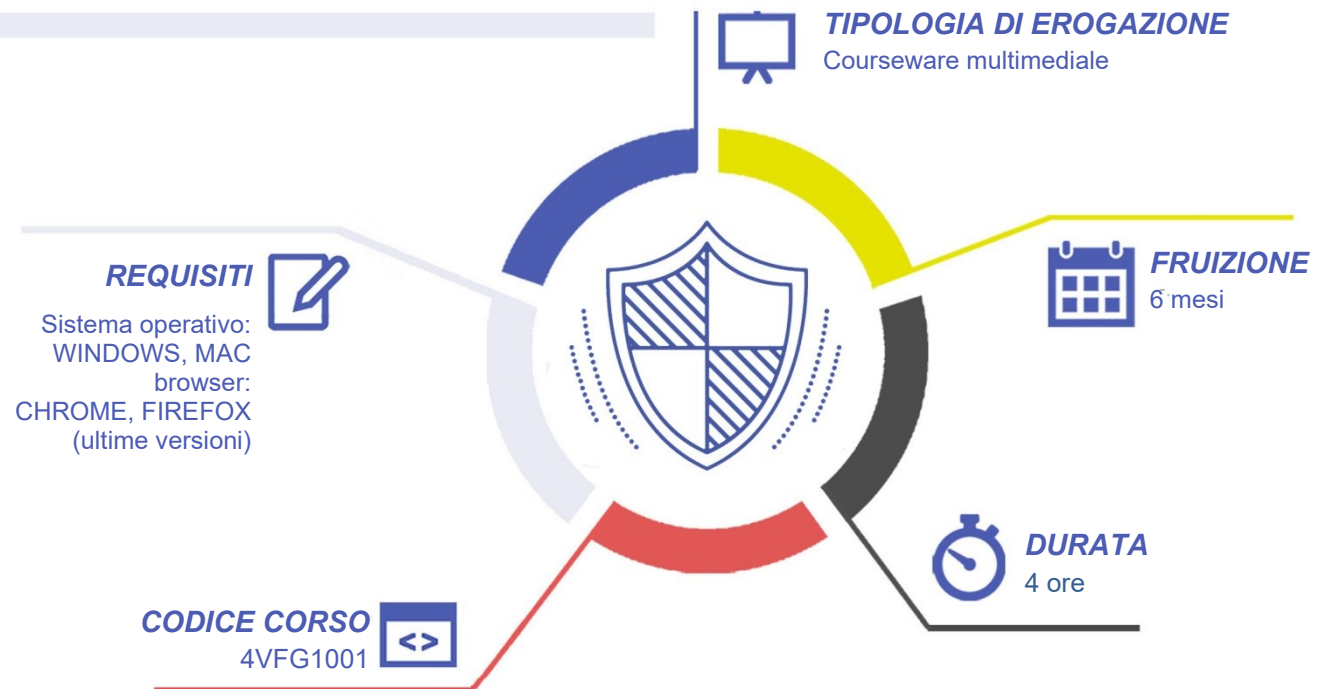 TIPOLOGIA DI EROGAZIONE
Courseware multimediale
REQUISITI
Sistema operativo:
WINDOWS, MAC
browser:
CHROME, FIREFOX
(ultime versioni)
FRUIZIONE
6 mesi
DURATA
4 ore
CODICE CORSO
4VFG1001
<>